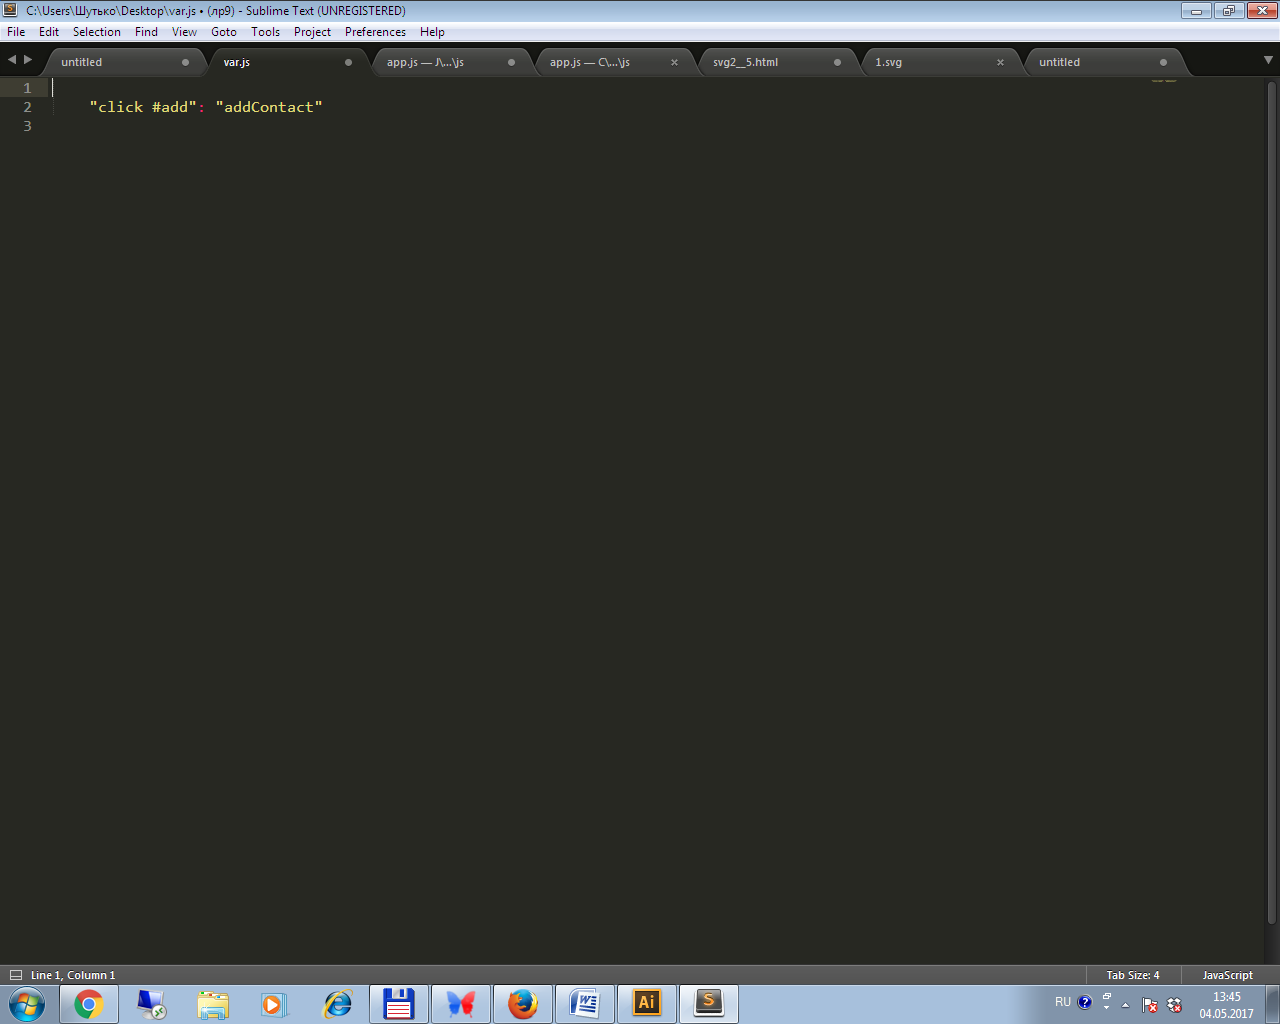 C:\Users\Шутько\Desktop\var.js • (лр9) - Sublime Text (UNREGISTERED)
File Edit Selection Find View Goto Tools Project Preferences Help
untitled var.js app.js — J\...\js app.js — C\...\js svg2__5.html 1.svg untitled
1
2 "click #add": "addContact"
3
Line 1, Column 1 Tab Size: 4 JavaScript
Ai S RU 13:45
04.05.2017